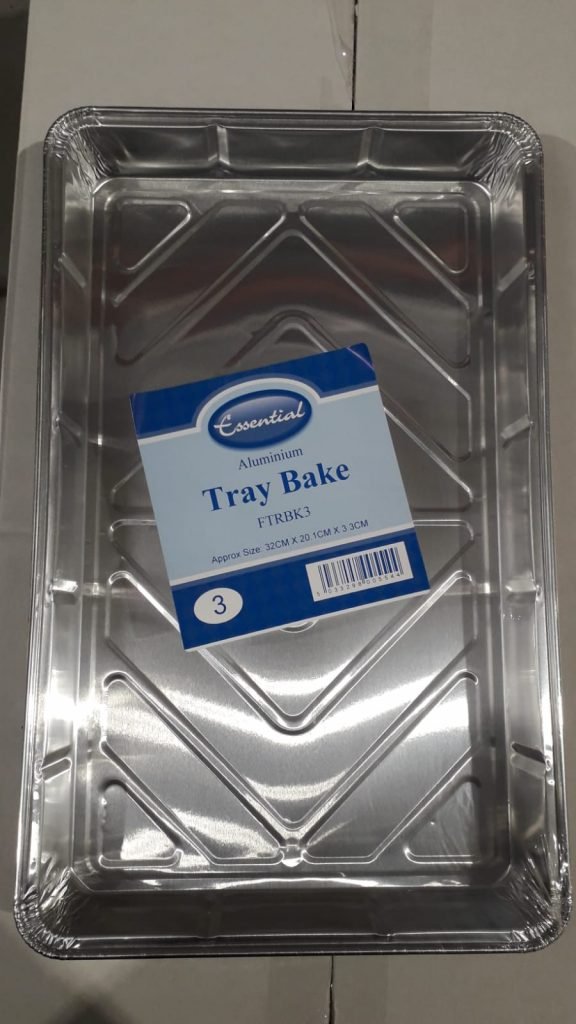 Essential
Aluminium
Tray Bake
FTRBK3
Approx Size: 32CM X 20.1CM X 3.3CM
3